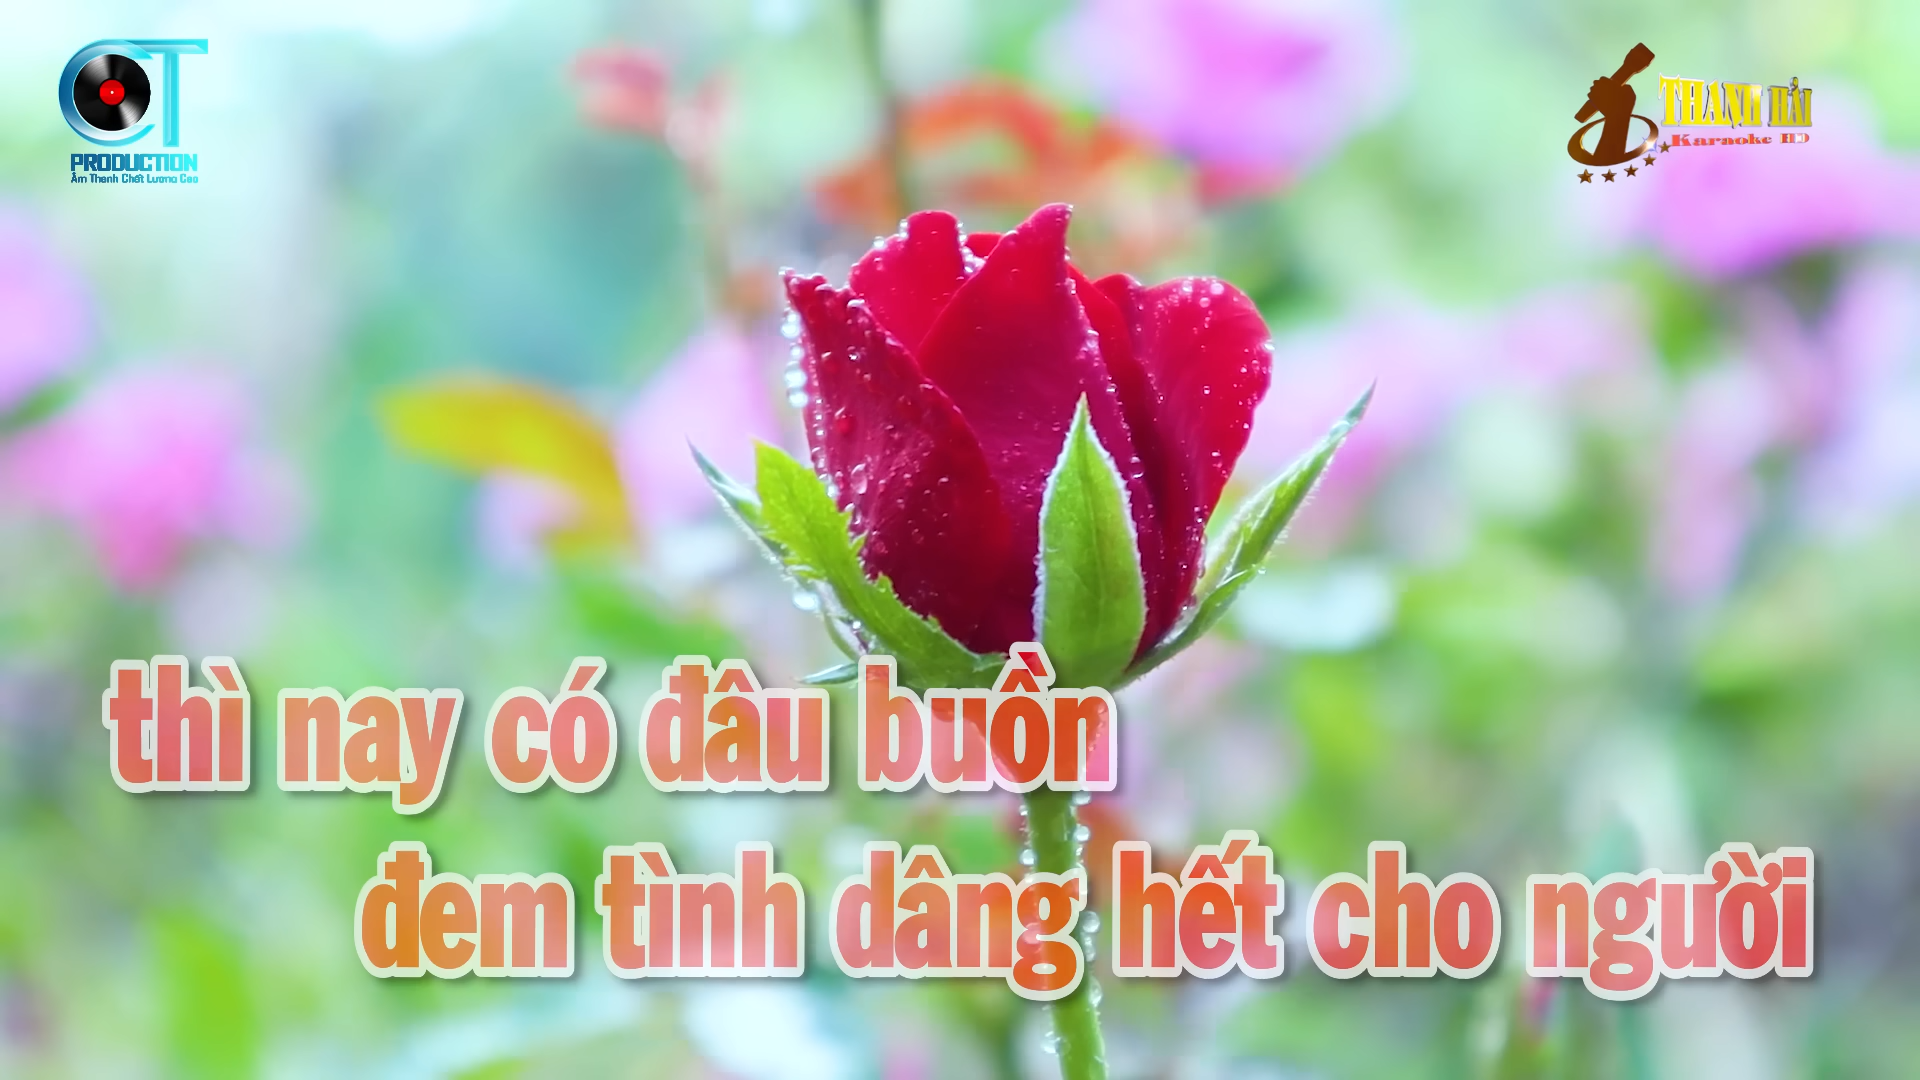 CT
PRODUCTION
Âm Thanh Chất Lượng Cao
THANH HẢI
Karaoke HD
thì nay có đâu buồn
đem tình dâng hết cho người